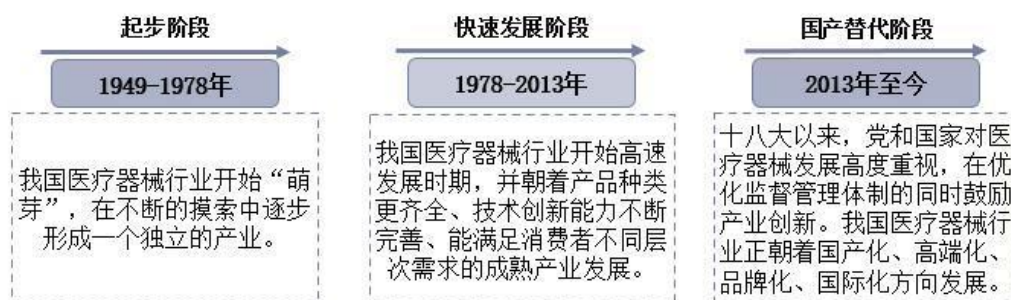 起步阶段
1949-1978年
我国医疗器械行业开始“萌
芽”，在不断的摸索中逐步
形成一个独立的产业。
快速发展阶段
1978-2013年
我国医疗器械行业开始高速
发展时期，并朝着产品种类
更齐全、技术创新能力不断
完善、能满足消费者不同层
次需求的成熟产业发展。
国产替代阶段
2013年至今
十八大以来，党和国家对医
疗器械发展高度重视，在优
化监督管理体制的同时鼓励
产业创新。我国医疗器械行
业正朝着国产化、高端化、
品牌化、国际化方向发展。